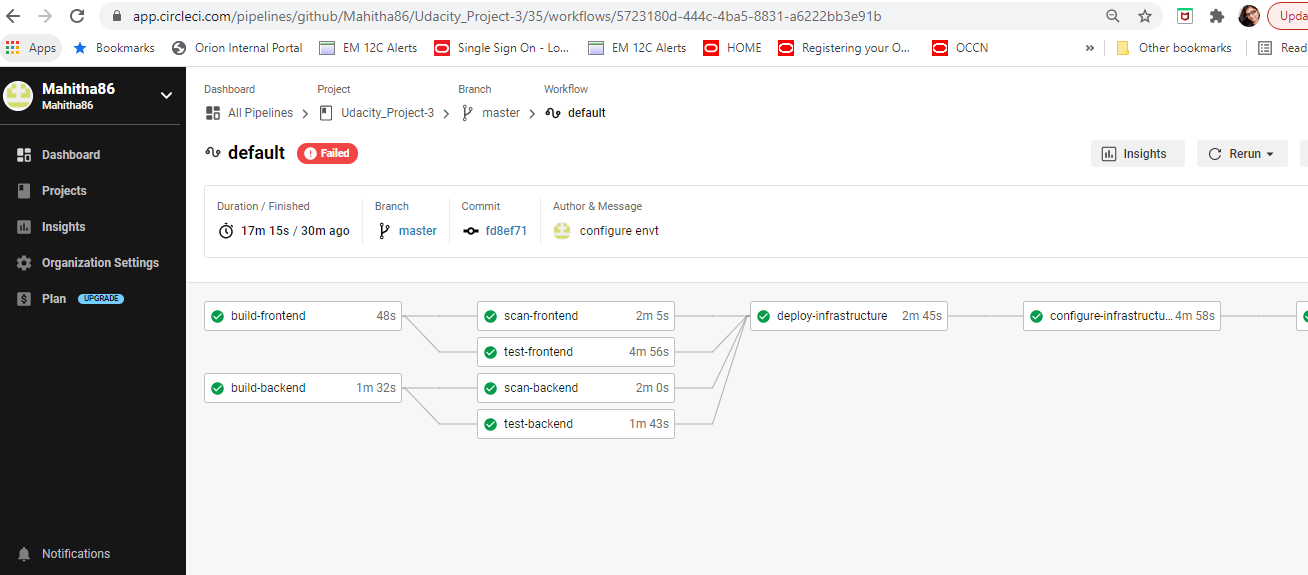 app.circleci.com/pipelines/github/Mahitha86/Udacity_Project-3/35/workflows/5723180d-444c-4ba5-8831-a6222bb3e91b
Apps Bookmarks Orion Internal Portal EM 12C Alerts Single Sign On - Lo... EM 12C Alerts HOME Registering your O... OCCN » Other bookmarks Read
Mahitha86
Mahitha86
Dashboard
Projects
Insights
Organization Settings
Plan UPGRADE
Notifications
Dashboard Project Branch Workflow
All Pipelines Udacity_Project-3 master default
default Failed Insights Rerun
Duration / Finished Branch Commit Author & Message
17m 15s / 30m ago master fd8ef71 configure envt
build-frontend 48s scan-frontend 2m 5s deploy-infrastructure 2m 45s configure-infrastructu... 4m 58s
test-frontend 4m 56s
build-backend 1m 32s scan-backend 2m 0s
test-backend 1m 43s